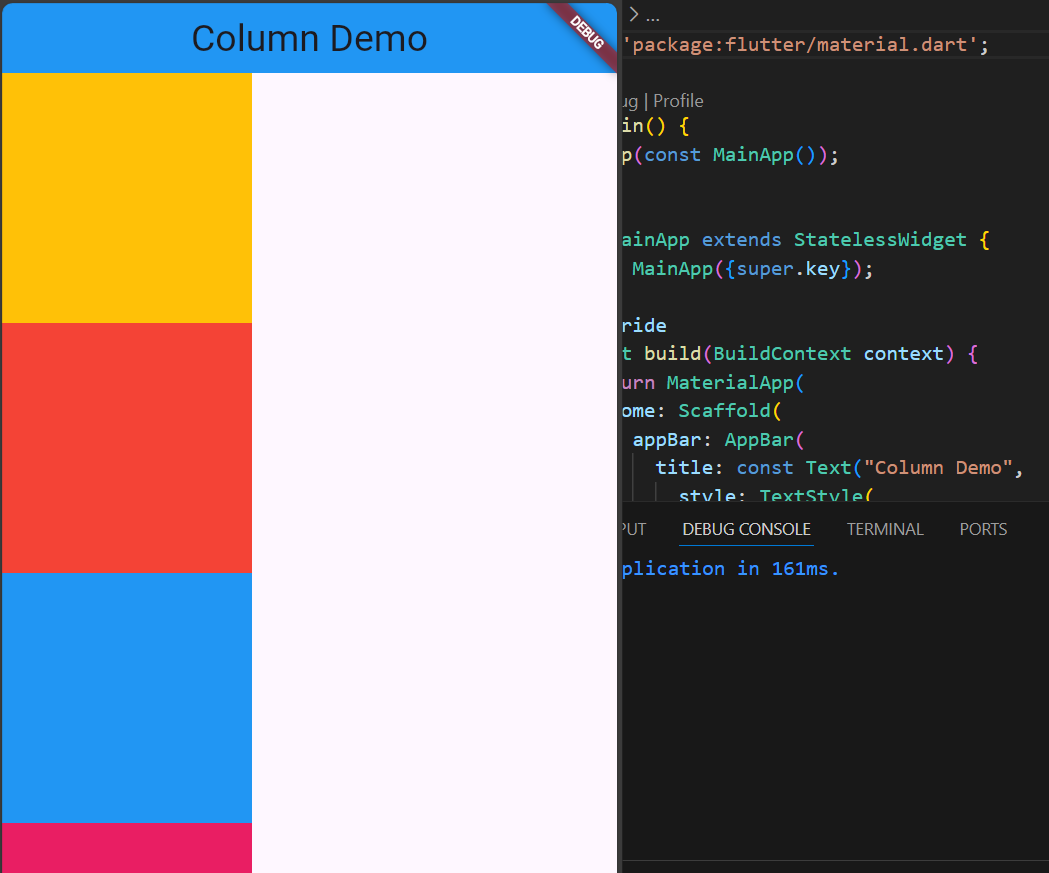 Column Demo
DEBUG
> ...
'package:flutter/material.dart';
ug | Profile
in() {
p(const MainApp());
ainApp extends StatelessWidget {
MainApp({super.key});
ride
t build(BuildContext context) {
urn MaterialApp(
ome: Scaffold(
appBar: AppBar(
title: const Text("Column Demo",
style: TextStyle(
PUT DEBUG CONSOLE TERMINAL PORTS
plication in 161ms.